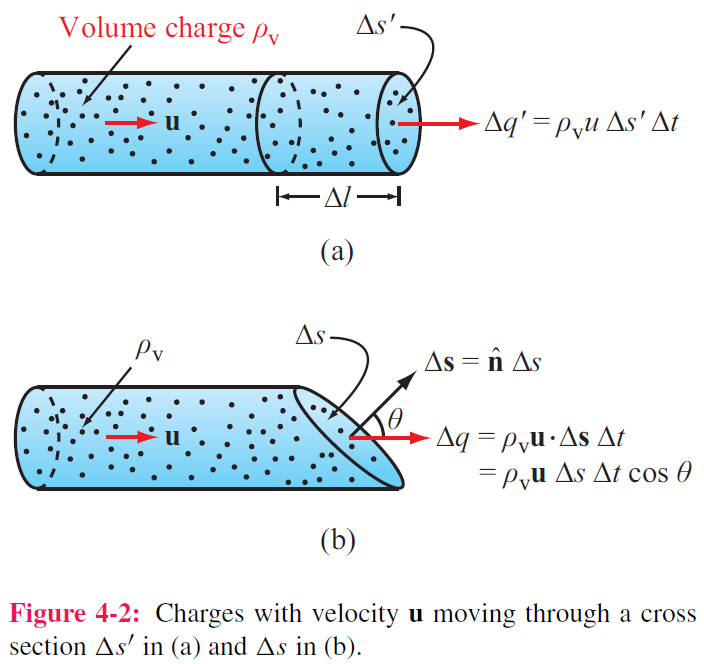 Volume charge ρᵥ
Δs′
u
Δq′ = ρᵥu Δs′ Δt
Δl
(a)
ρᵥ
Δs
Δs = n̂ Δs
θ
u
Δq = ρᵥu · Δs Δt
= ρᵥu Δs Δt cos θ
(b)
Figure 4-2: Charges with velocity u moving through a cross
section Δs′ in (a) and Δs in (b).